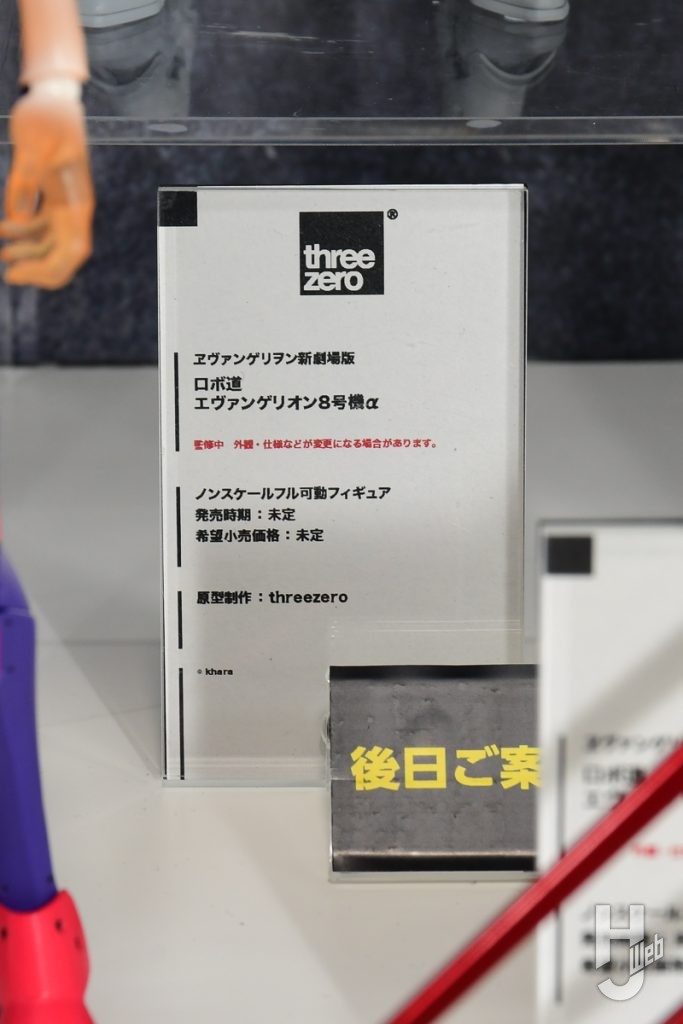 three
zero®
ヱヴァンゲリヲン新劇場版
ロボ道
エヴァンゲリオン8号機α
監修中 外観・仕様などが変更になる場合があります。
ノンスケールフル可動フィギュア
発売時期：未定
希望小売価格：未定
原型制作：threezero
© khara
後日ご案
HJ Web